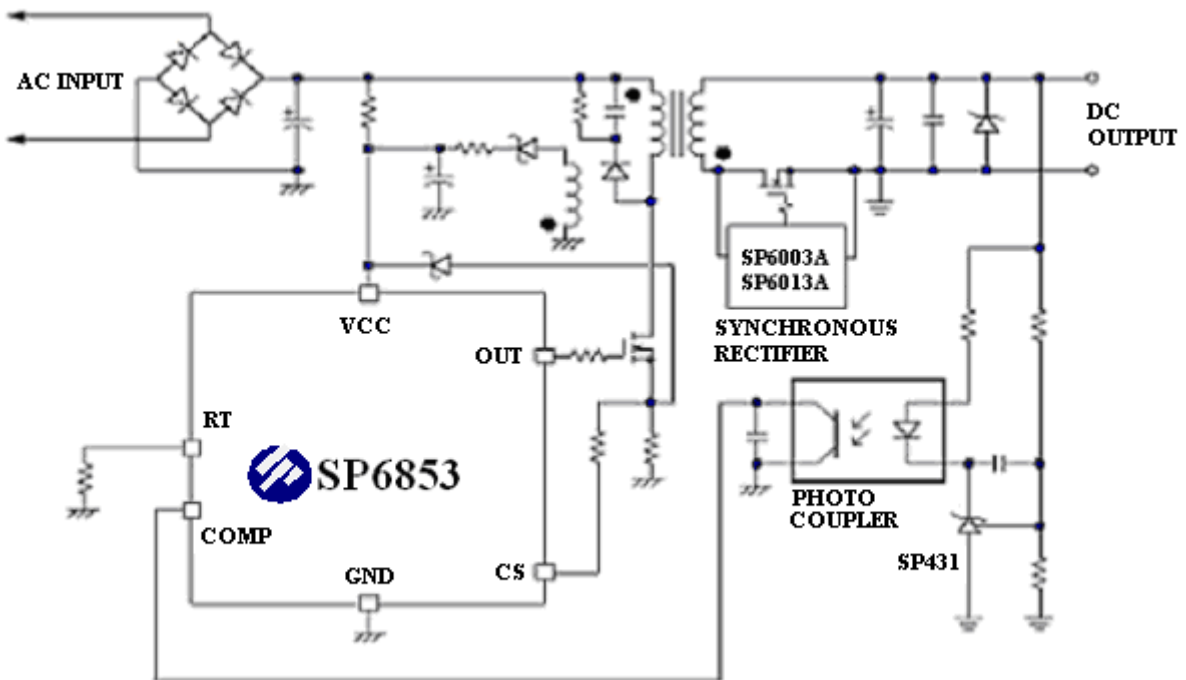 AC INPUT
DC
OUTPUT
+
+
+
SP6003A
SP6013A
SYNCHRONOUS
RECTIFIER
VCC
OUT
RT
SP6853
COMP
GND
CS
PHOTO
COUPLER
SP431